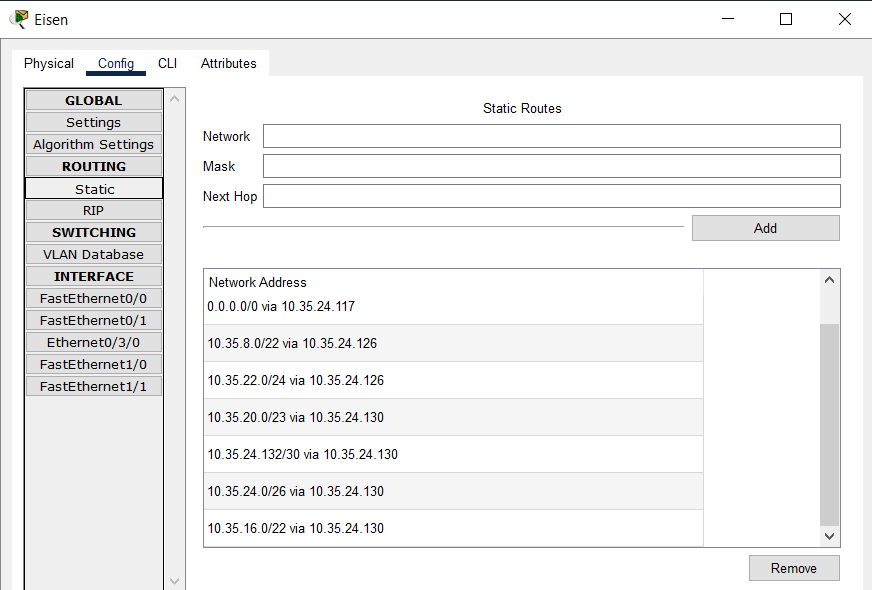 Eisen
Physical Config CLI Attributes
GLOBAL
Settings
Algorithm Settings
ROUTING
Static
RIP
SWITCHING
VLAN Database
INTERFACE
FastEthernet0/0
FastEthernet0/1
Ethernet0/3/0
FastEthernet1/0
FastEthernet1/1
Static Routes
Network
Mask
Next Hop
Add
Network Address
0.0.0.0/0 via 10.35.24.117
10.35.8.0/22 via 10.35.24.126
10.35.22.0/24 via 10.35.24.126
10.35.20.0/23 via 10.35.24.130
10.35.24.132/30 via 10.35.24.130
10.35.24.0/26 via 10.35.24.130
10.35.16.0/22 via 10.35.24.130
Remove